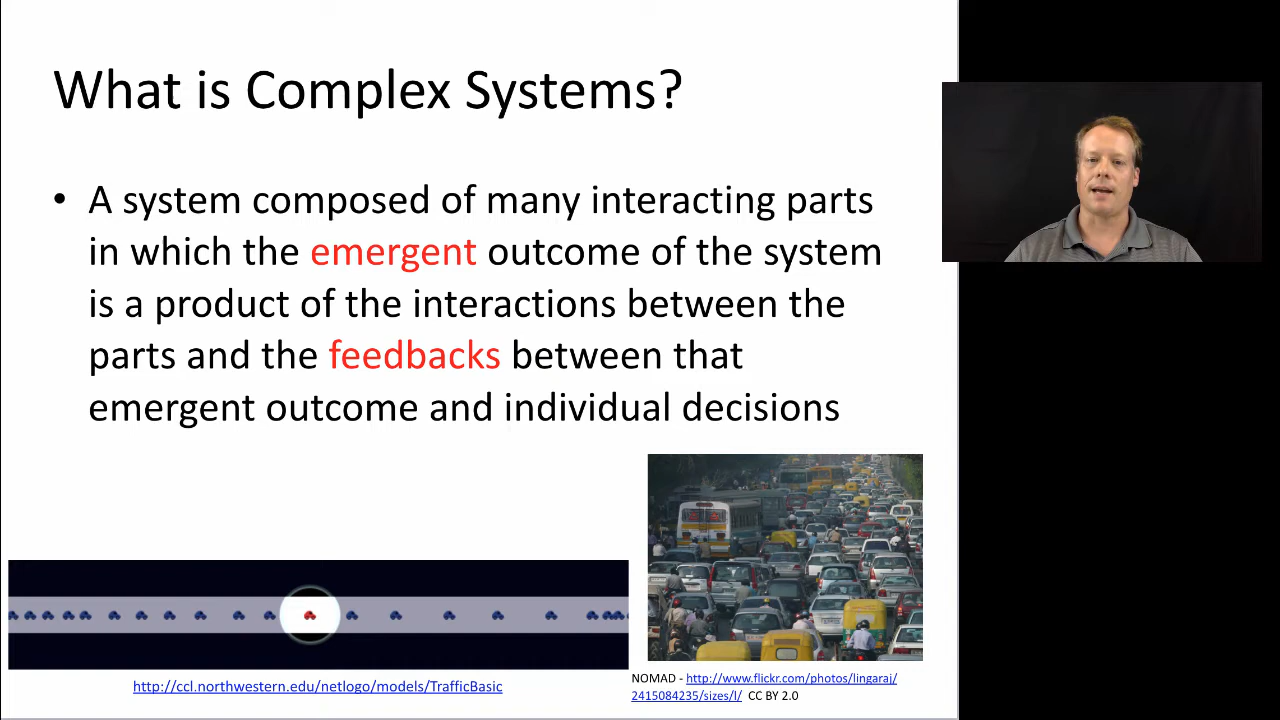 What is Complex Systems?
• A system composed of many interacting parts
in which the emergent outcome of the system
is a product of the interactions between the
parts and the feedbacks between that
emergent outcome and individual decisions
http://ccl.northwestern.edu/netlogo/models/TrafficBasic
NOMAD - http://www.flickr.com/photos/lingaraj/
2415084235/sizes/l/ CC BY 2.0